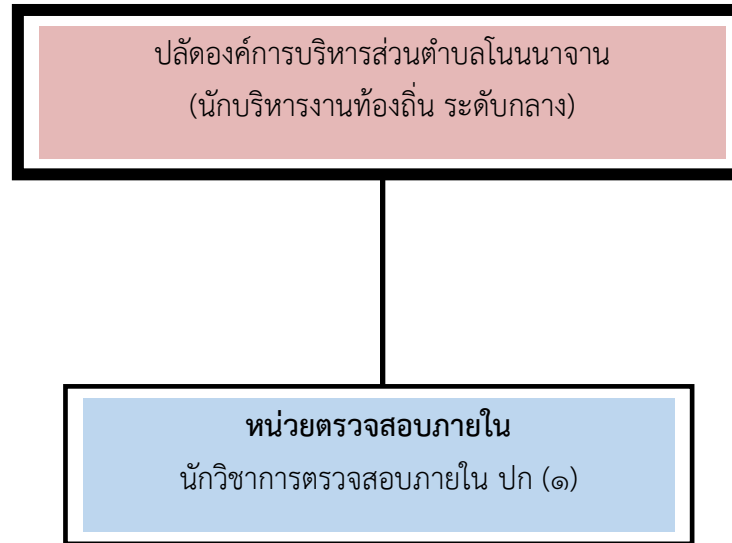 ปลัดองค์การบริหารส่วนตำบลโนนนาจาน
(นักบริหารงานท้องถิ่น ระดับกลาง)
หน่วยตรวจสอบภายใน
นักวิชาการตรวจสอบภายใน ปก (๑)